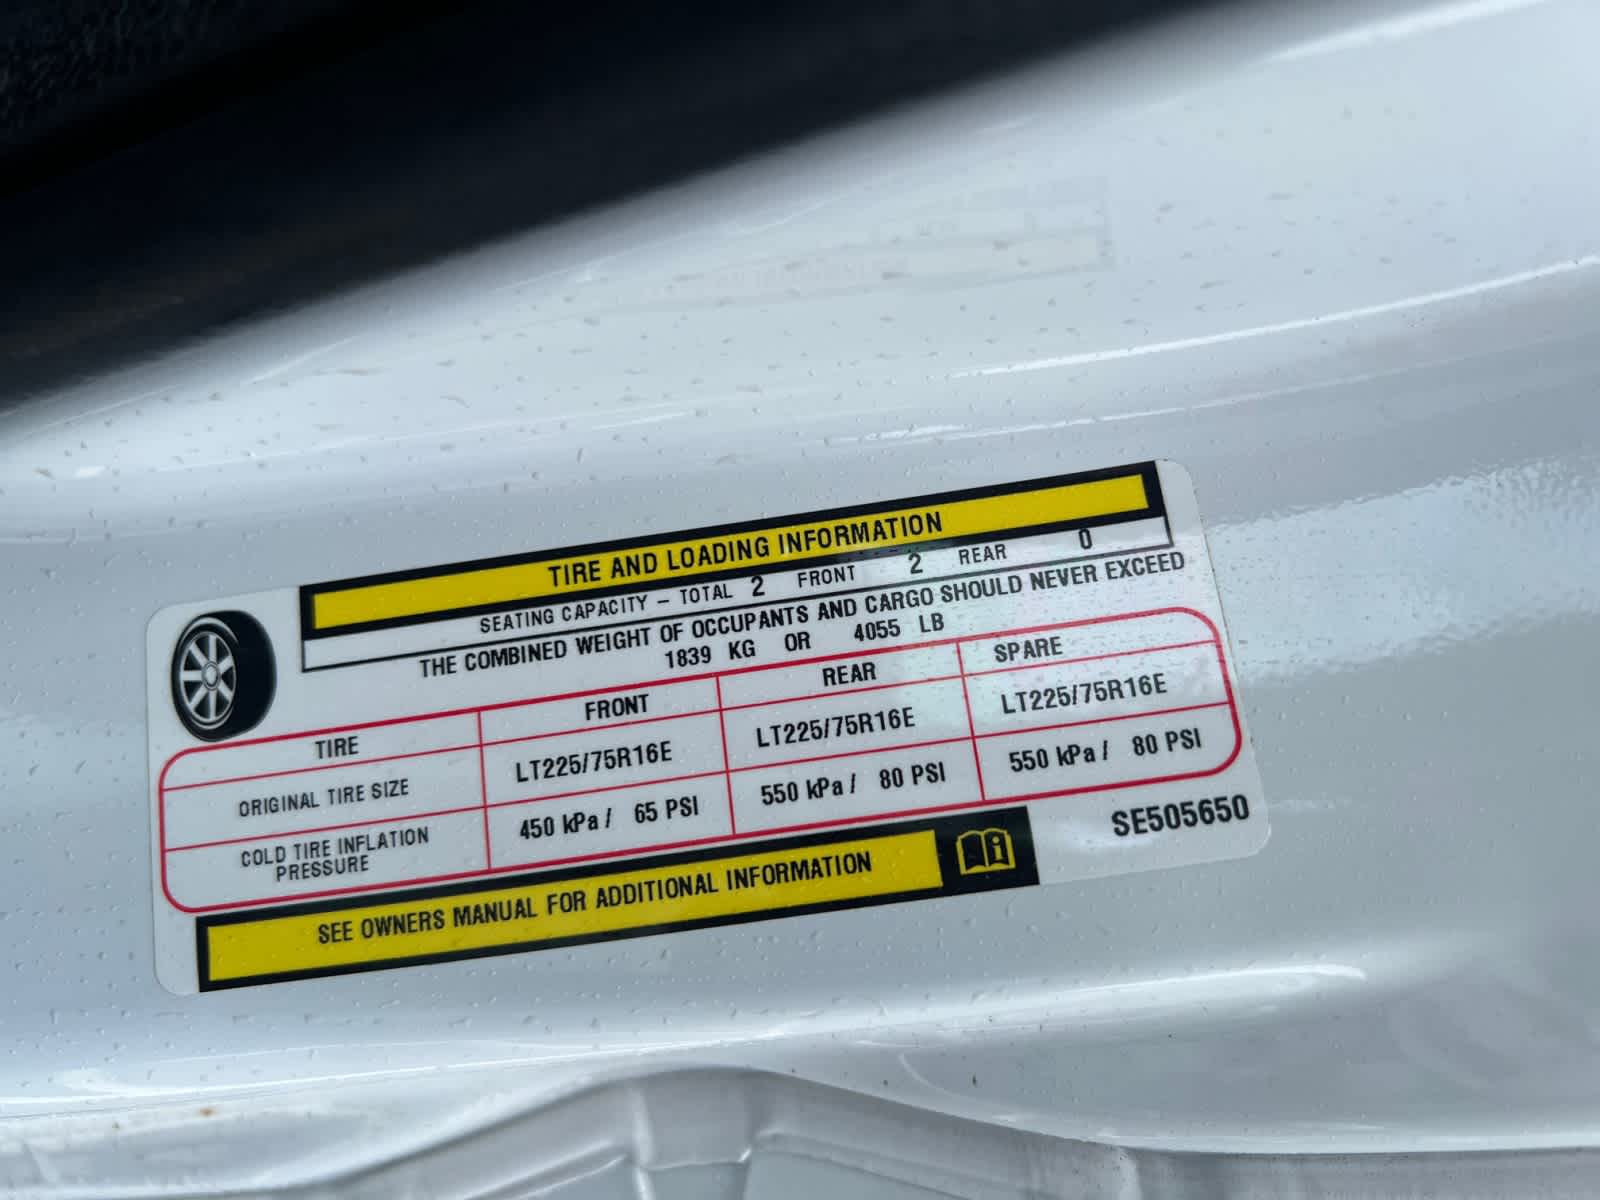 TIRE AND LOADING INFORMATION
SEATING CAPACITY – TOTAL 2 FRONT 2 REAR 0
THE COMBINED WEIGHT OF OCCUPANTS AND CARGO SHOULD NEVER EXCEED
1839 KG OR 4055 LB
TIRE FRONT REAR SPARE
ORIGINAL TIRE SIZE LT225/75R16E LT225/75R16E LT225/75R16E
COLD TIRE INFLATION
PRESSURE 450 kPa / 65 PSI 550 kPa / 80 PSI 550 kPa / 80 PSI
SEE OWNERS MANUAL FOR ADDITIONAL INFORMATION
SE505650